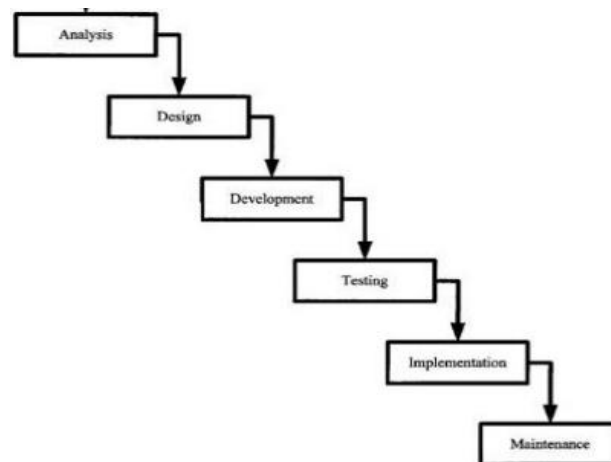 Analysis
Design
Development
Testing
Implementation
Maintenance